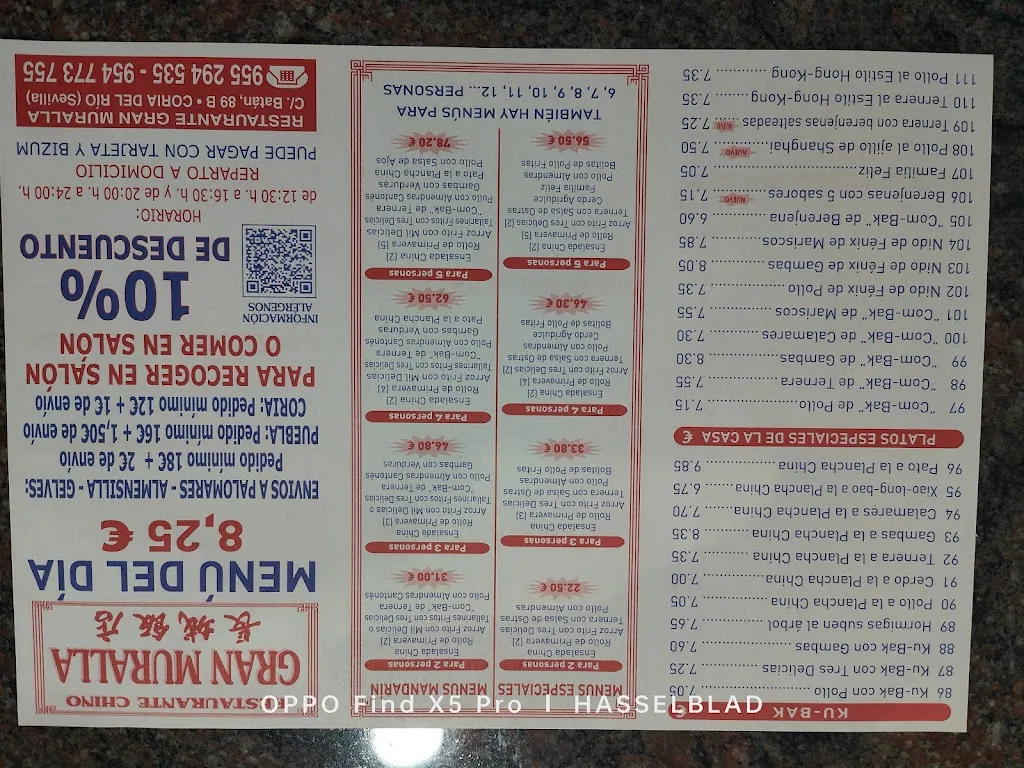 KU-BAK €
86 Ku-Bak con Pollo 7.05
87 Ku-Bak Tres Delicias 7.25
88 Ku-Bak con Gambas 7.60
89 Hormigas suben al árbol 7.65
90 Pollo a la Plancha China 7.05
91 Cerdo a la Plancha China 7.00
92 Ternera a la Plancha China 7.35
93 Gambas a la Plancha China 8.35
94 Calamares a la Plancha China 7.70
95 Xiao-long-bao a la Plancha China 6.75
96 Pato a la Plancha China 9.85
PLATOS ESPECIALES DE LA CASA €
97 "Com-Bak" de Pollo 7.15
98 "Com-Bak" de Ternera 7.55
99 "Com-Bak" de Gambas 8.30
100 "Com-Bak" de Calamares 7.30
101 "Com-Bak" de Mariscos 7.55
102 Nido de Fénix de Pollo 7.35
103 Nido de Fénix de Gambas 8.05
104 Nido de Fénix de Mariscos 7.85
105 "Com-Bak" de Berenjena 6.60
106 Berenjenas con 5 sabores NUEVO 7.15
107 Familia Feliz 7.05
108 Pollo al ajillo de Shanghai NUEVO 7.50
109 Ternera con berenjenas salteadas NUEVO 7.25
110 Ternera al Estilo Hong-Kong 7.35
111 Pollo al Estilo Hong-Kong 7.35
MENUS ESPECIALES
Para 2 personas
Ensalada China
Rollo de Primavera [2]
Arroz Frito con Tres Delicias
Ternera con Salsa de Ostras
Pollo con Almendras
22.50 €
Para 3 personas
Ensalada China
Rollo de Primavera [3]
Arroz Frito con Tres Delicias
Ternera con Salsa de Ostras
Pollo con Almendras
Bolitas de Pollo Fritas
33.80 €
Para 4 personas
Ensalada China [2]
Rollo de Primavera [4]
Arroz Frito con Tres Delicias [2]
Ternera con Salsa de Ostras
Pollo con Almendras
Cerdo Agridulce
Bolitas de Pollo Fritas
46.30 €
Para 5 personas
Ensalada China [2]
Rollo de Primavera [5]
Arroz Frito con Tres Delicias [2]
Ternera con Salsa de Ostras
Cerdo Agridulce
Familia Feliz
Pollo con Almendras
Bolitas de Pollo Fritas
56.50 €
MENUS MANDARIN
Para 2 personas
Ensalada China
Rollo de Primavera [2]
Arroz Frito con Mil Delicias o
Tallarines Fritos con Tres Delicias
"Com-Bak" de Ternera
Pollo con Almendras Cantonés
31.00 €
Para 3 personas
Ensalada China
Rollo de Primavera [3]
Arroz Frito con Mil Delicias o
Tallarines Fritos con Tres Delicias
"Com-Bak" de Ternera
Pollo con Almendras Cantonés
Gambas con Verduras
46.80 €
Para 4 personas
Ensalada China [2]
Rollo de Primavera [4]
Arroz Frito con Mil Delicias
Tallarines Fritos con Tres Delicias
"Com-Bak" de Ternera
Pollo con Almendras Cantonés
Gambas con Verduras
Pato a la Plancha China
62.50 €
Para 5 personas
Ensalada China [2]
Rollo de Primavera [5]
Arroz Frito con Mil Delicias
Tallarines Fritos con Tres Delicias
"Com-Bak" de Ternera
Pollo con Almendras Cantonés
Gambas con Verduras
Pato a la Plancha China
Pollo con Salsa de Ajos
78.20 €
TAMBIÉN HAY MENÚS PARA
6, 7, 8, 9, 10, 11, 12... PERSONAS
RESTAURANTE CHINO
GRAN MURALLA
長城飯店
MENÚ DEL DÍA
8,25 €
ENVIOS A PALOMARES - ALMENSILLA - GELVES:
Pedido mínimo 18€ + 2€ de envío
PUEBLA: Pedido mínimo 16€ + 1,50€ de envío
CORIA: Pedido mínimo 12€ + 1€ de envío
PARA RECOGER EN SALÓN
O COMER EN SALÓN
10%
DE DESCUENTO
INFORMACIÓN
ALÉRGENOS
HORARIO:
de 12:30 h. a 16:30 h. y de 20:00 h. a 24:00 h.
REPARTO A DOMICILIO
PUEDE PAGAR CON TARJETA Y BIZUM
RESTAURANTE GRAN MURALLA
C/. Batán, 89 B • CORIA DEL RÍO (Sevilla)
955 294 535 - 954 773 755
OPPO Find X5 Pro | HASSELBLAD